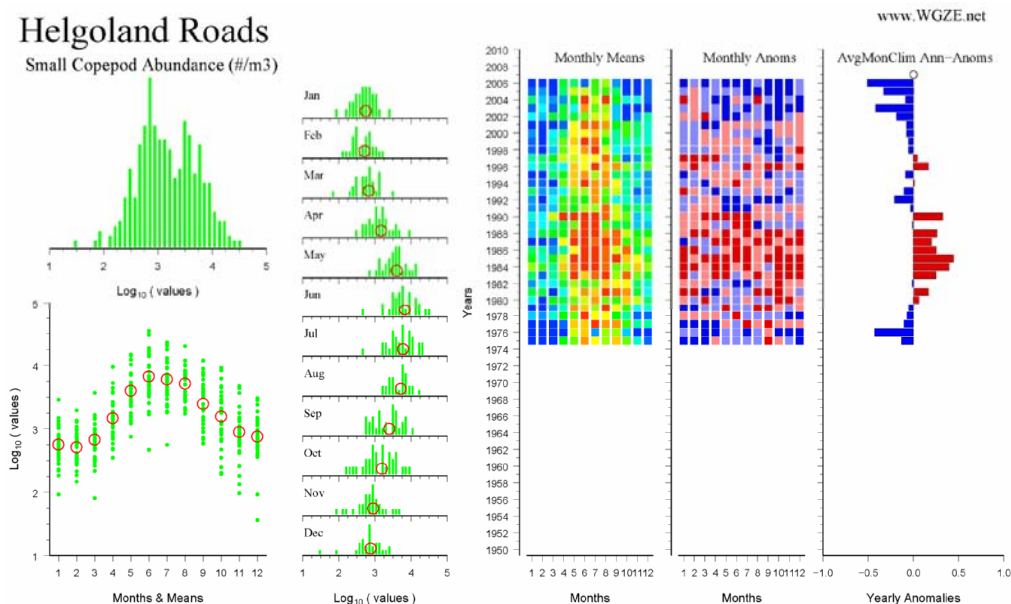 www.WGZE.net
Helgoland Roads
Small Copepod Abundance (#/m3)
1 2 3 4 5
Log10 ( values )
5
4
3
2
1
Log10 ( values )
1 2 3 4 5 6 7 8 9 10 11 12
Months & Means
Jan
Feb
Mar
Apr
May
Jun
Jul
Aug
Sep
Oct
Nov
Dec
1 2 3 4 5
Log10 ( values )
Years
2010
2008
2006
2004
2002
2000
1998
1996
1994
1992
1990
1988
1986
1984
1982
1980
1978
1976
1974
1972
1970
1968
1966
1964
1962
1960
1958
1956
1954
1952
1950
Monthly Means
1 2 3 4 5 6 7 8 9 101112
Months
Monthly Anoms
1 2 3 4 5 6 7 8 9 101112
Months
AvgMonClim Ann-Anoms
-1.0 -0.5 0.0 0.5 1.0
Yearly Anomalies